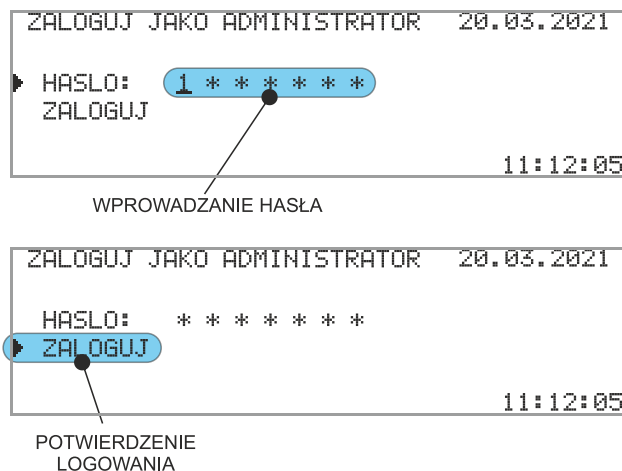 ZALOGUJ JAKO ADMINISTRATOR 20.03.2021
HASLO: 1 * * * * * *
ZALOGUJ
11:12:05
WPROWADZANIE HASŁA
ZALOGUJ JAKO ADMINISTRATOR 20.03.2021
HASLO: * * * * * * *
ZALOGUJ
11:12:05
POTWIERDZENIE
LOGOWANIA